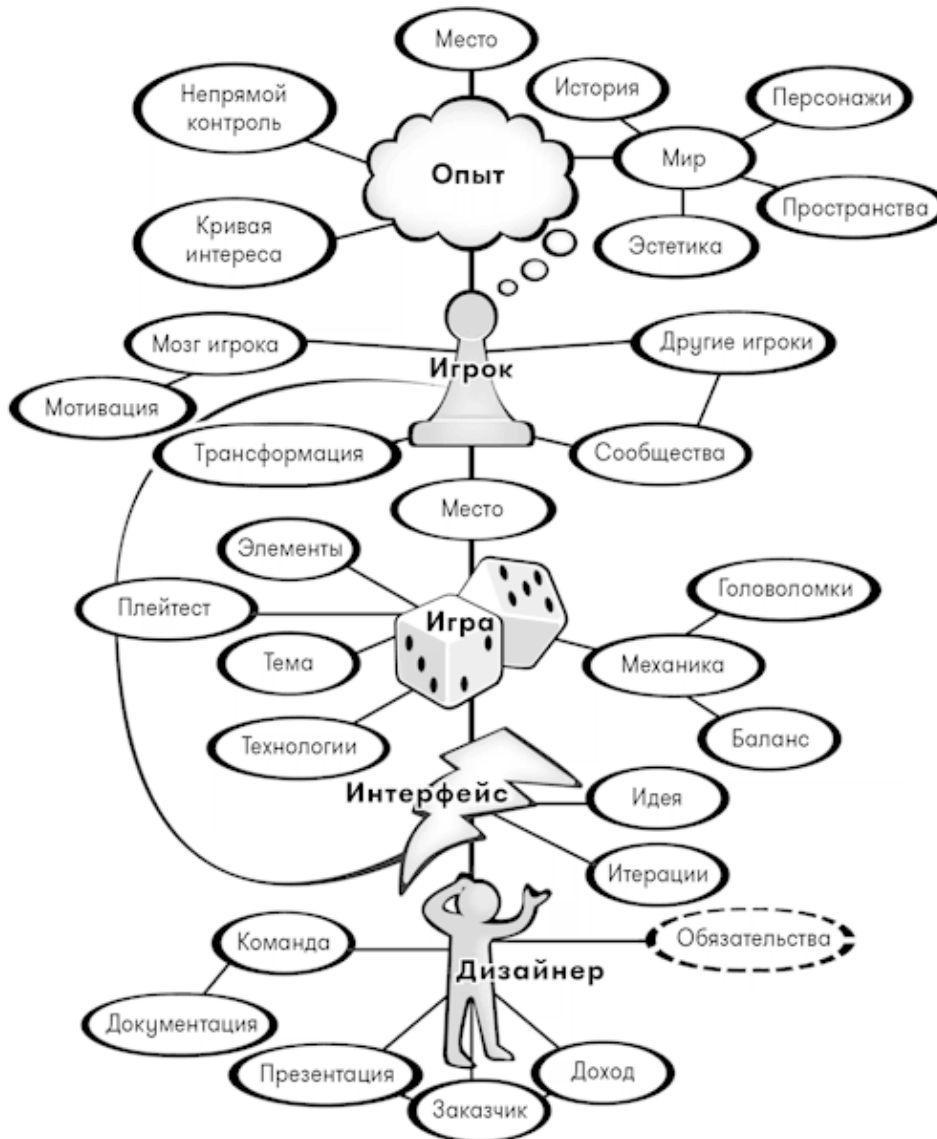 Место
Непрямой
контроль
История
Персонажи
Опыт
Мир
Пространства
Кривая
интереса
Эстетика
Мозг игрока
Другие игроки
Игрок
Мотивация
Трансформация
Сообщества
Место
Элементы
Головоломки
Плейтест
Игра
Тема
Механика
Технологии
Баланс
Интерфейс
Идея
Итерации
Команда
Обязательства
Дизайнер
Документация
Презентация
Доход
Заказчик